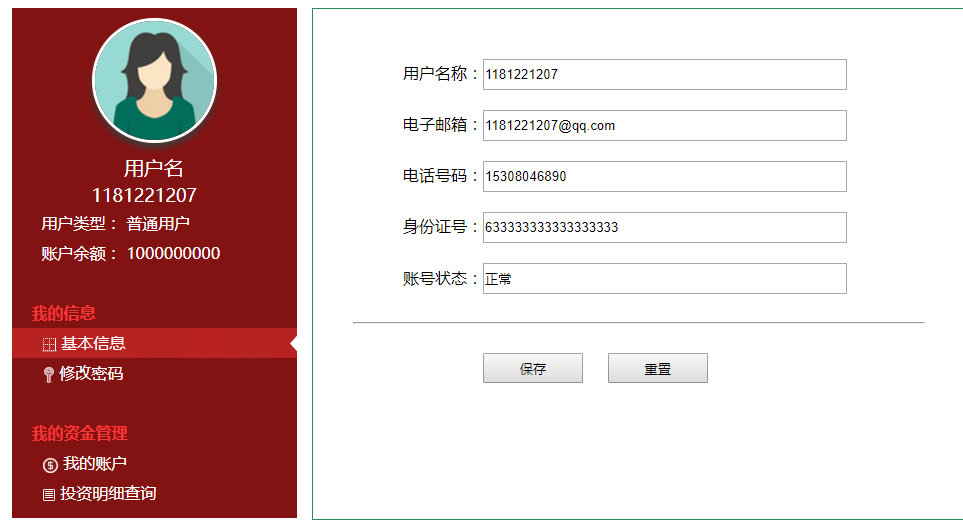 用户名
1181221207
用户类型： 普通用户
账户余额： 1000000000
我的信息
基本信息
修改密码
我的资金管理
我的账户
投资明细查询
用户名称：1181221207
电子邮箱：1181221207@qq.com
电话号码：15308046890
身份证号：633333333333333333
账号状态：正常
保存 重置